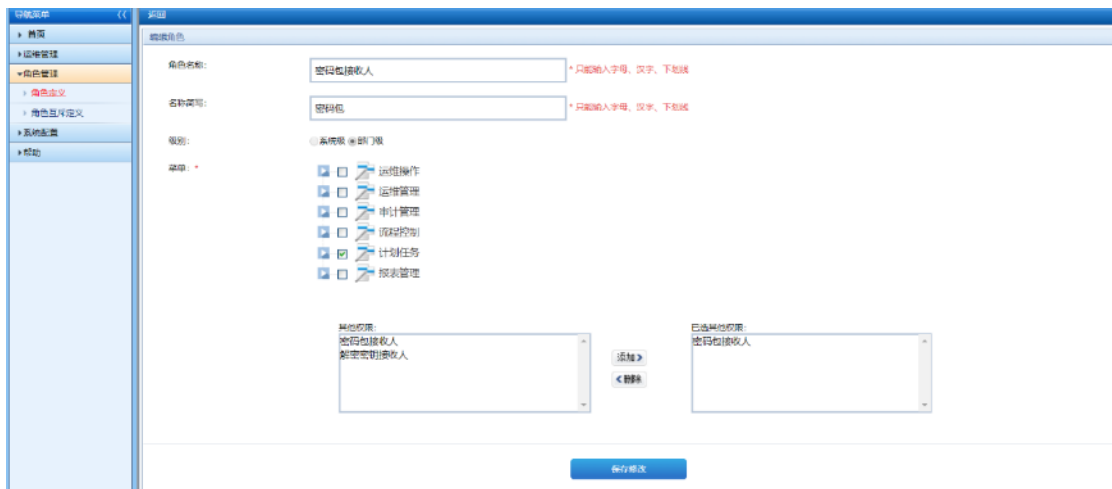 导航菜单
返回
首页
编辑角色
运维管理
角色管理
角色名称:
密码包接收人
* 只能输入字母、汉字、下划线
角色定义
角色互斥定义
名称简写:
密码包
* 只能输入字母、汉字、下划线
系统配置
帮助
级别:
系统级 部门级
菜单: *
运维操作
运维管理
审计管理
流程控制
计划任务
报表管理
其他权限:
已选其他权限:
密码包接收人
密码包接收人
解密密钥接收人
添加>
<删除
保存修改